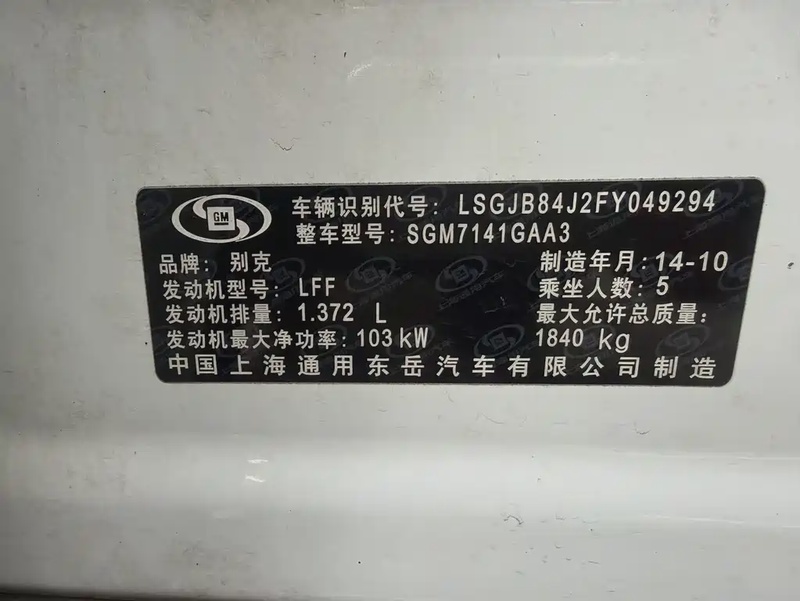 GM
车辆识别代号: LSGJB84J2FY049294
整车型号: SGM7141GAA3
品牌: 别克 制造年月:14-10
发动机型号: LFF 乘坐人数: 5
发动机排量: 1.372 L 最大允许总质量:
发动机最大净功率: 103 kW 1840 kg
中国上海通用东岳汽车有限公司制造